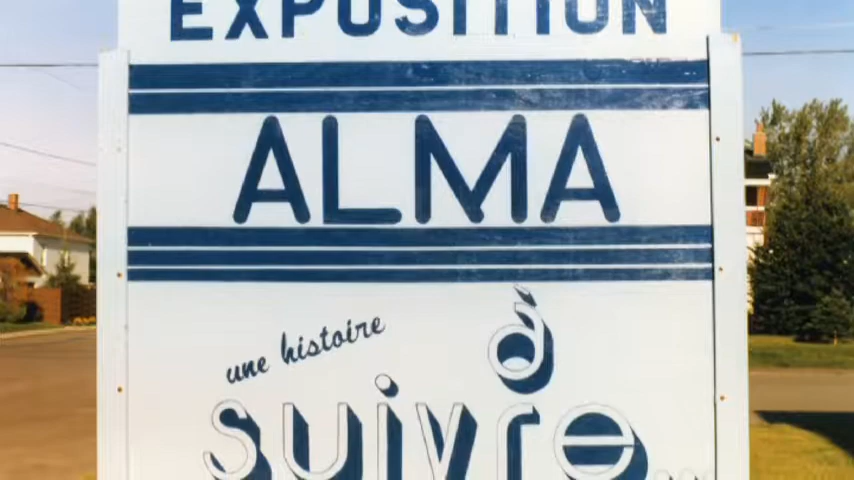 EXPOSITION
ALMA
une histoire
à
suivre...